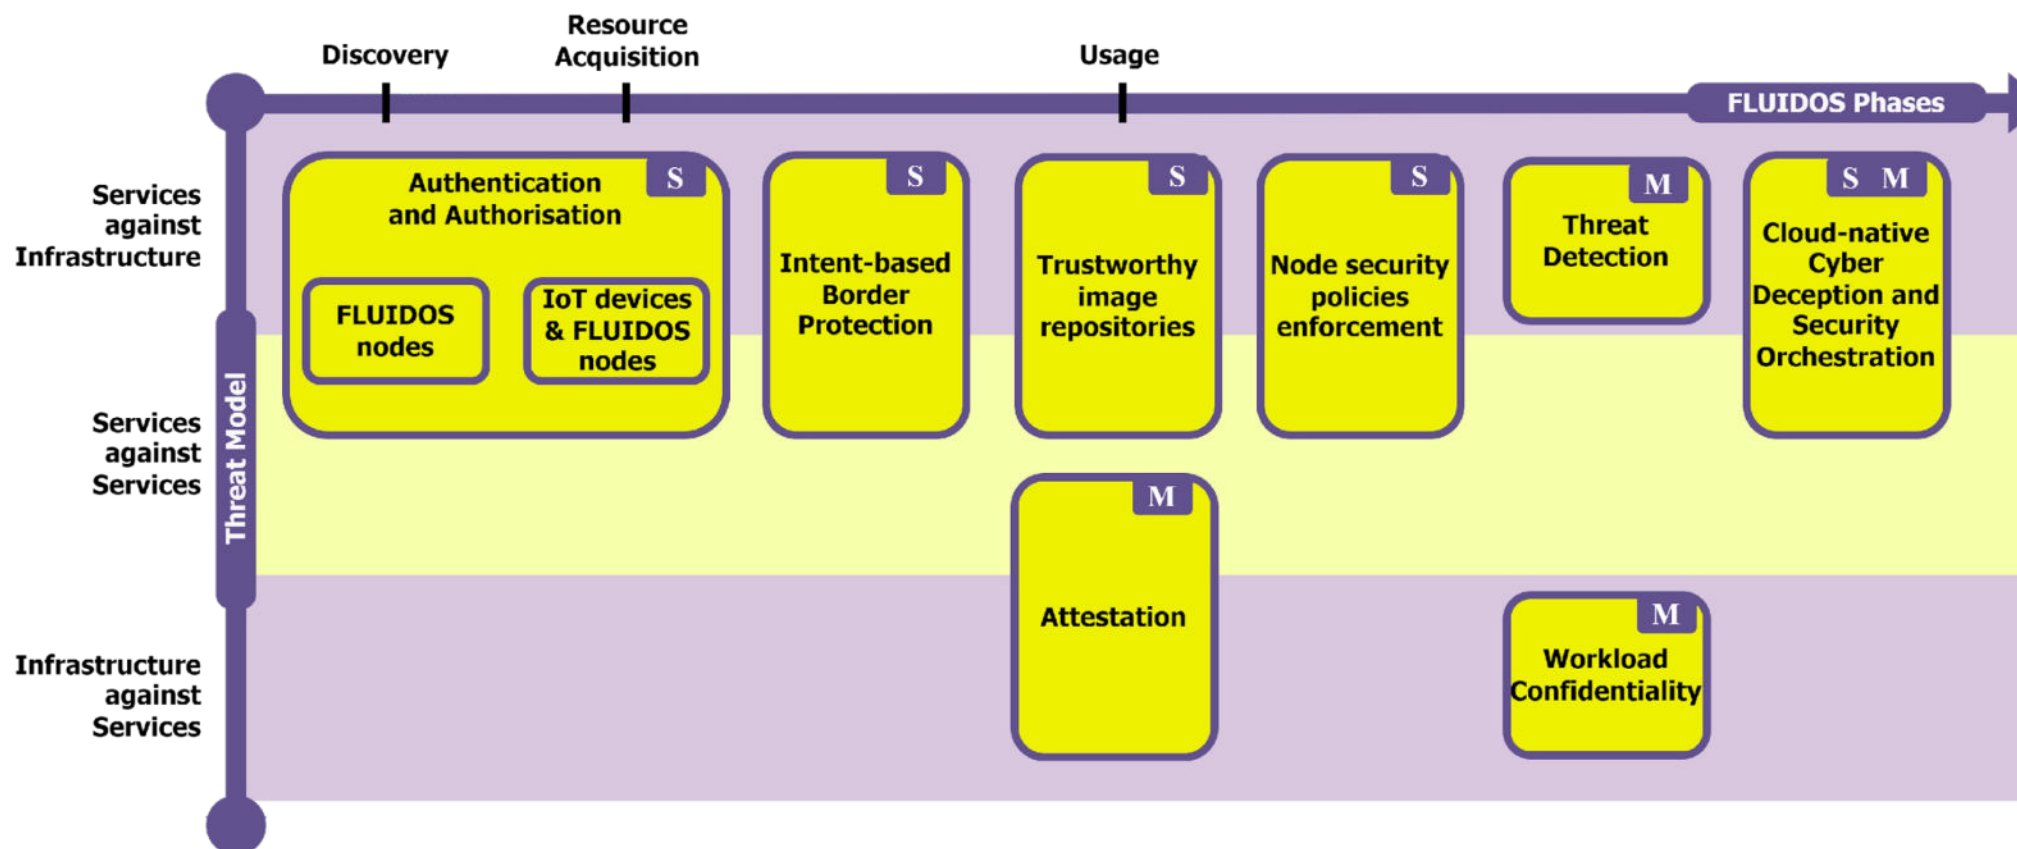 Discovery
Resource
Acquisition
Usage
FLUIDOS Phases
Threat Model
Services
against
Infrastructure
Authentication
and Authorisation
S
FLUIDOS
nodes
IoT devices
& FLUIDOS
nodes
S
Intent-based
Border
Protection
S
Trustworthy
image
repositories
S
Node security
policies
enforcement
M
Threat
Detection
S M
Cloud-native
Cyber
Deception and
Security
Orchestration
Services
against
Services
M
Attestation
Infrastructure
against
Services
M
Workload
Confidentiality